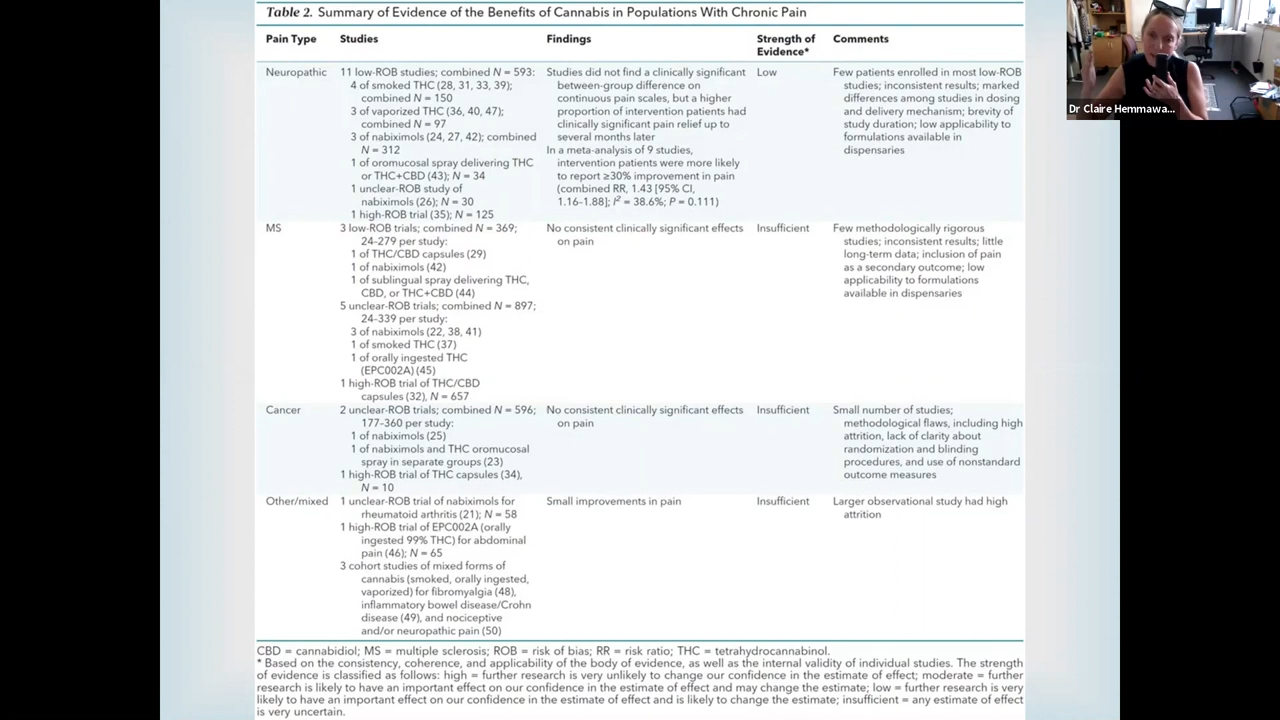 Table 2. Summary of Evidence of the Benefits of Cannabis in Populations With Chronic Pain
Pain Type Studies Findings Strength of Evidence* Comments
Neuropathic
11 low-ROB studies; combined N = 593:
4 of smoked THC (28, 31, 33, 39);
combined N = 150
3 of vaporized THC (36, 40, 47);
combined N = 97
3 of nabiximols (24, 27, 42); combined
N = 312
1 of oromucosal spray delivering THC
or THC+CBD (43); N = 34
1 unclear-ROB study of
nabiximols (26); N = 30
1 high-ROB trial (35); N = 125
Studies did not find a clinically significant
between-group difference on
continuous pain scales, but a higher
proportion of intervention patients had
clinically significant pain relief up to
several months later
In a meta-analysis of 9 studies,
intervention patients were more likely
to report ≥30% improvement in pain
(combined RR, 1.43 [95% CI,
1.16–1.88]; I² = 38.6%; P = 0.111)
Low
Few patients enrolled in most low-ROB
studies; inconsistent results; marked
differences among studies in dosing
and delivery mechanism; brevity of
study duration; low applicability to
formulations available in
dispensaries
MS
3 low-ROB trials; combined N = 369;
24–279 per study:
1 of THC/CBD capsules (29)
1 of nabiximols (42)
1 of sublingual spray delivering THC,
CBD, or THC+CBD (44)
5 unclear-ROB trials; combined N = 897;
24–339 per study:
3 of nabiximols (22, 38, 41)
1 of smoked THC (37)
1 of orally ingested THC
(EPC002A) (45)
1 high-ROB trial of THC/CBD
capsules (32), N = 657
No consistent clinically significant effects
on pain
Insufficient
Few methodologically rigorous
studies; inconsistent results; little
long-term data; inclusion of pain
as a secondary outcome; low
applicability to formulations
available in dispensaries
Cancer
2 unclear-ROB trials; combined N = 596;
177–360 per study:
1 of nabiximols (25)
1 of nabiximols and THC oromucosal
spray in separate groups (23)
1 high-ROB trial of THC capsules (34),
N = 10
No consistent clinically significant effects
on pain
Insufficient
Small number of studies;
methodological flaws, including high
attrition, lack of clarity about
randomization and blinding
procedures, and use of nonstandard
outcome measures
Other/mixed
1 unclear-ROB trial of nabiximols for
rheumatoid arthritis (21); N = 58
1 high-ROB trial of EPC002A (orally
ingested 99% THC) for abdominal
pain (46); N = 65
3 cohort studies of mixed forms of
cannabis (smoked, orally ingested,
vaporized) for fibromyalgia (48),
inflammatory bowel disease/Crohn
disease (49), and nociceptive
and/or neuropathic pain (50)
Small improvements in pain
Insufficient
Larger observational study had high
attrition
CBD = cannabidiol; MS = multiple sclerosis; ROB = risk of bias; RR = risk ratio; THC = tetrahydrocannabinol.
* Based on the consistency, coherence, and applicability of the body of evidence, as well as the internal validity of individual studies. The strength
of evidence is classified as follows: high = further research is very unlikely to change our confidence in the estimate of effect; moderate = further
research is likely to have an important effect on our confidence in the estimate of effect and may change the estimate; low = further research is very
likely to have an important effect on our confidence in the estimate of effect and is likely to change the estimate; insufficient = any estimate of effect
is very uncertain.
Dr Claire Hemmawa...